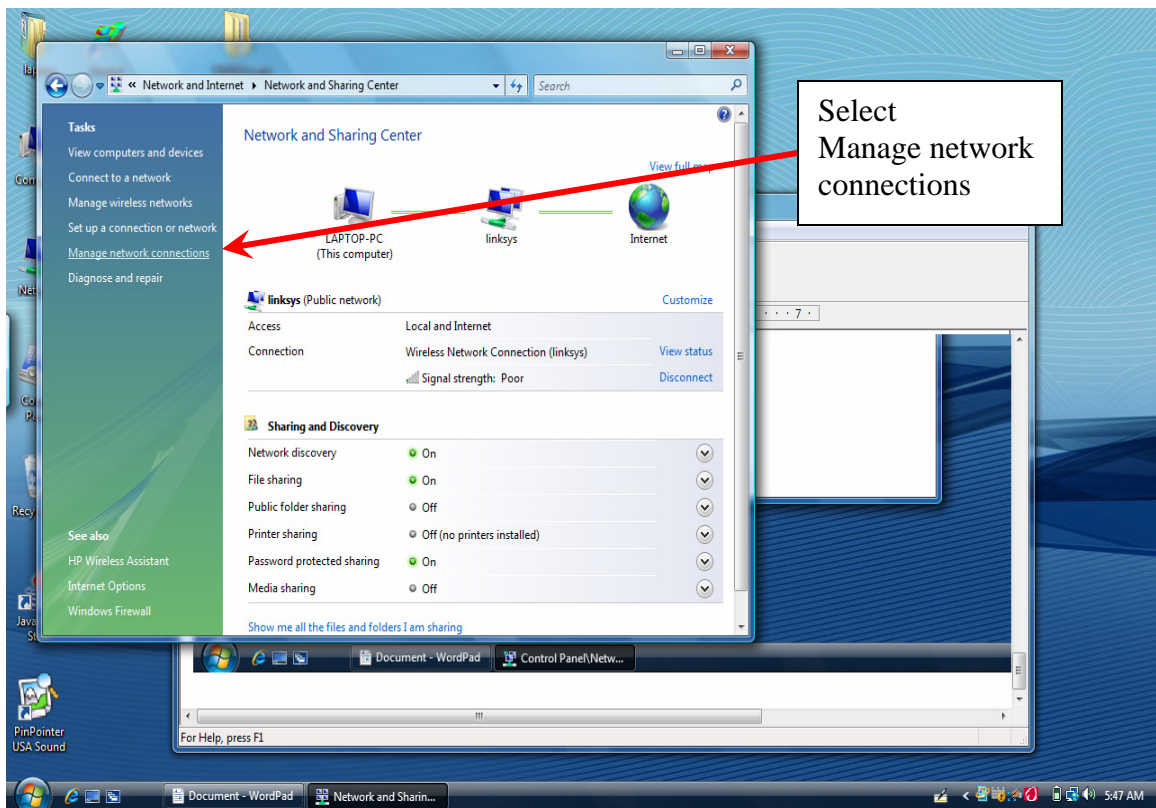 Network and Internet
Network and Sharing Center
Search
Select
Manage network
connections
Tasks
View computers and devices
Connect to a network
Manage wireless networks
Set up a connection or network
Manage network connections
Diagnose and repair
Network and Sharing Center
View full map
LAPTOP-PC
(This computer)
linksys
Internet
linksys (Public network)
Customize
Access
Local and Internet
Connection
Wireless Network Connection (linksys)
View status
Signal strength: Poor
Disconnect
Sharing and Discovery
Network discovery
On
File sharing
On
Public folder sharing
Off
Printer sharing
Off (no printers installed)
Password protected sharing
On
Media sharing
Off
Show me all the files and folders I am sharing
See also
HP Wireless Assistant
Internet Options
Windows Firewall
7
Document - WordPad
Control Panel\Netw...
For Help, press F1
PinPointer
USA Sound
Document - WordPad
Network and Sharin...
5:47 AM